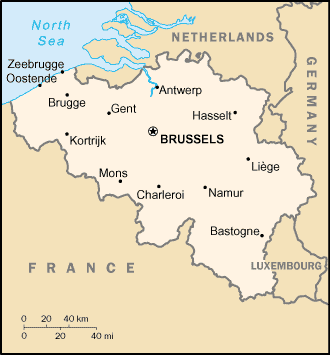 North
Sea
NETHERLANDS
GERMANY
Zeebrugge
Oostende
Antwerp
Brugge
Gent
Hasselt
BRUSSELS
Kortrijk
Liège
Mons
Charleroi
Namur
Bastogne
FRANCE
LUXEMBOURG
0 20 40 km
0 20 40 mi